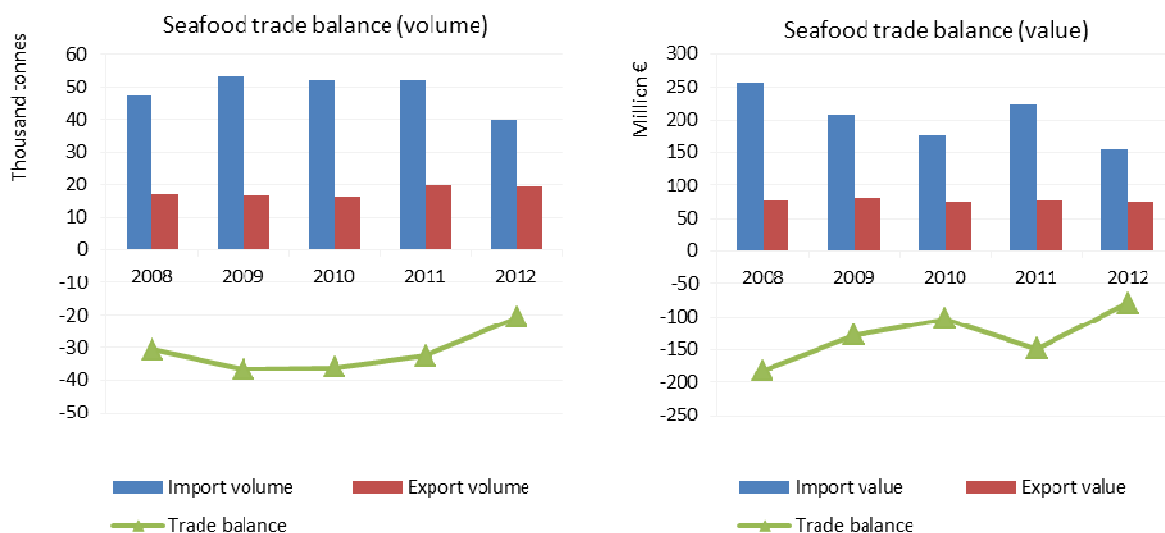 Seafood trade balance (volume)
Thousand tonnes
60
50
40
30
20
10
0
-10
-20
-30
-40
-50
2008 2009 2010 2011 2012
Import volume Export volume
Trade balance
Seafood trade balance (value)
Million €
300
250
200
150
100
50
0
-50
-100
-150
-200
-250
2008 2009 2010 2011 2012
Import value Export value
Trade balance